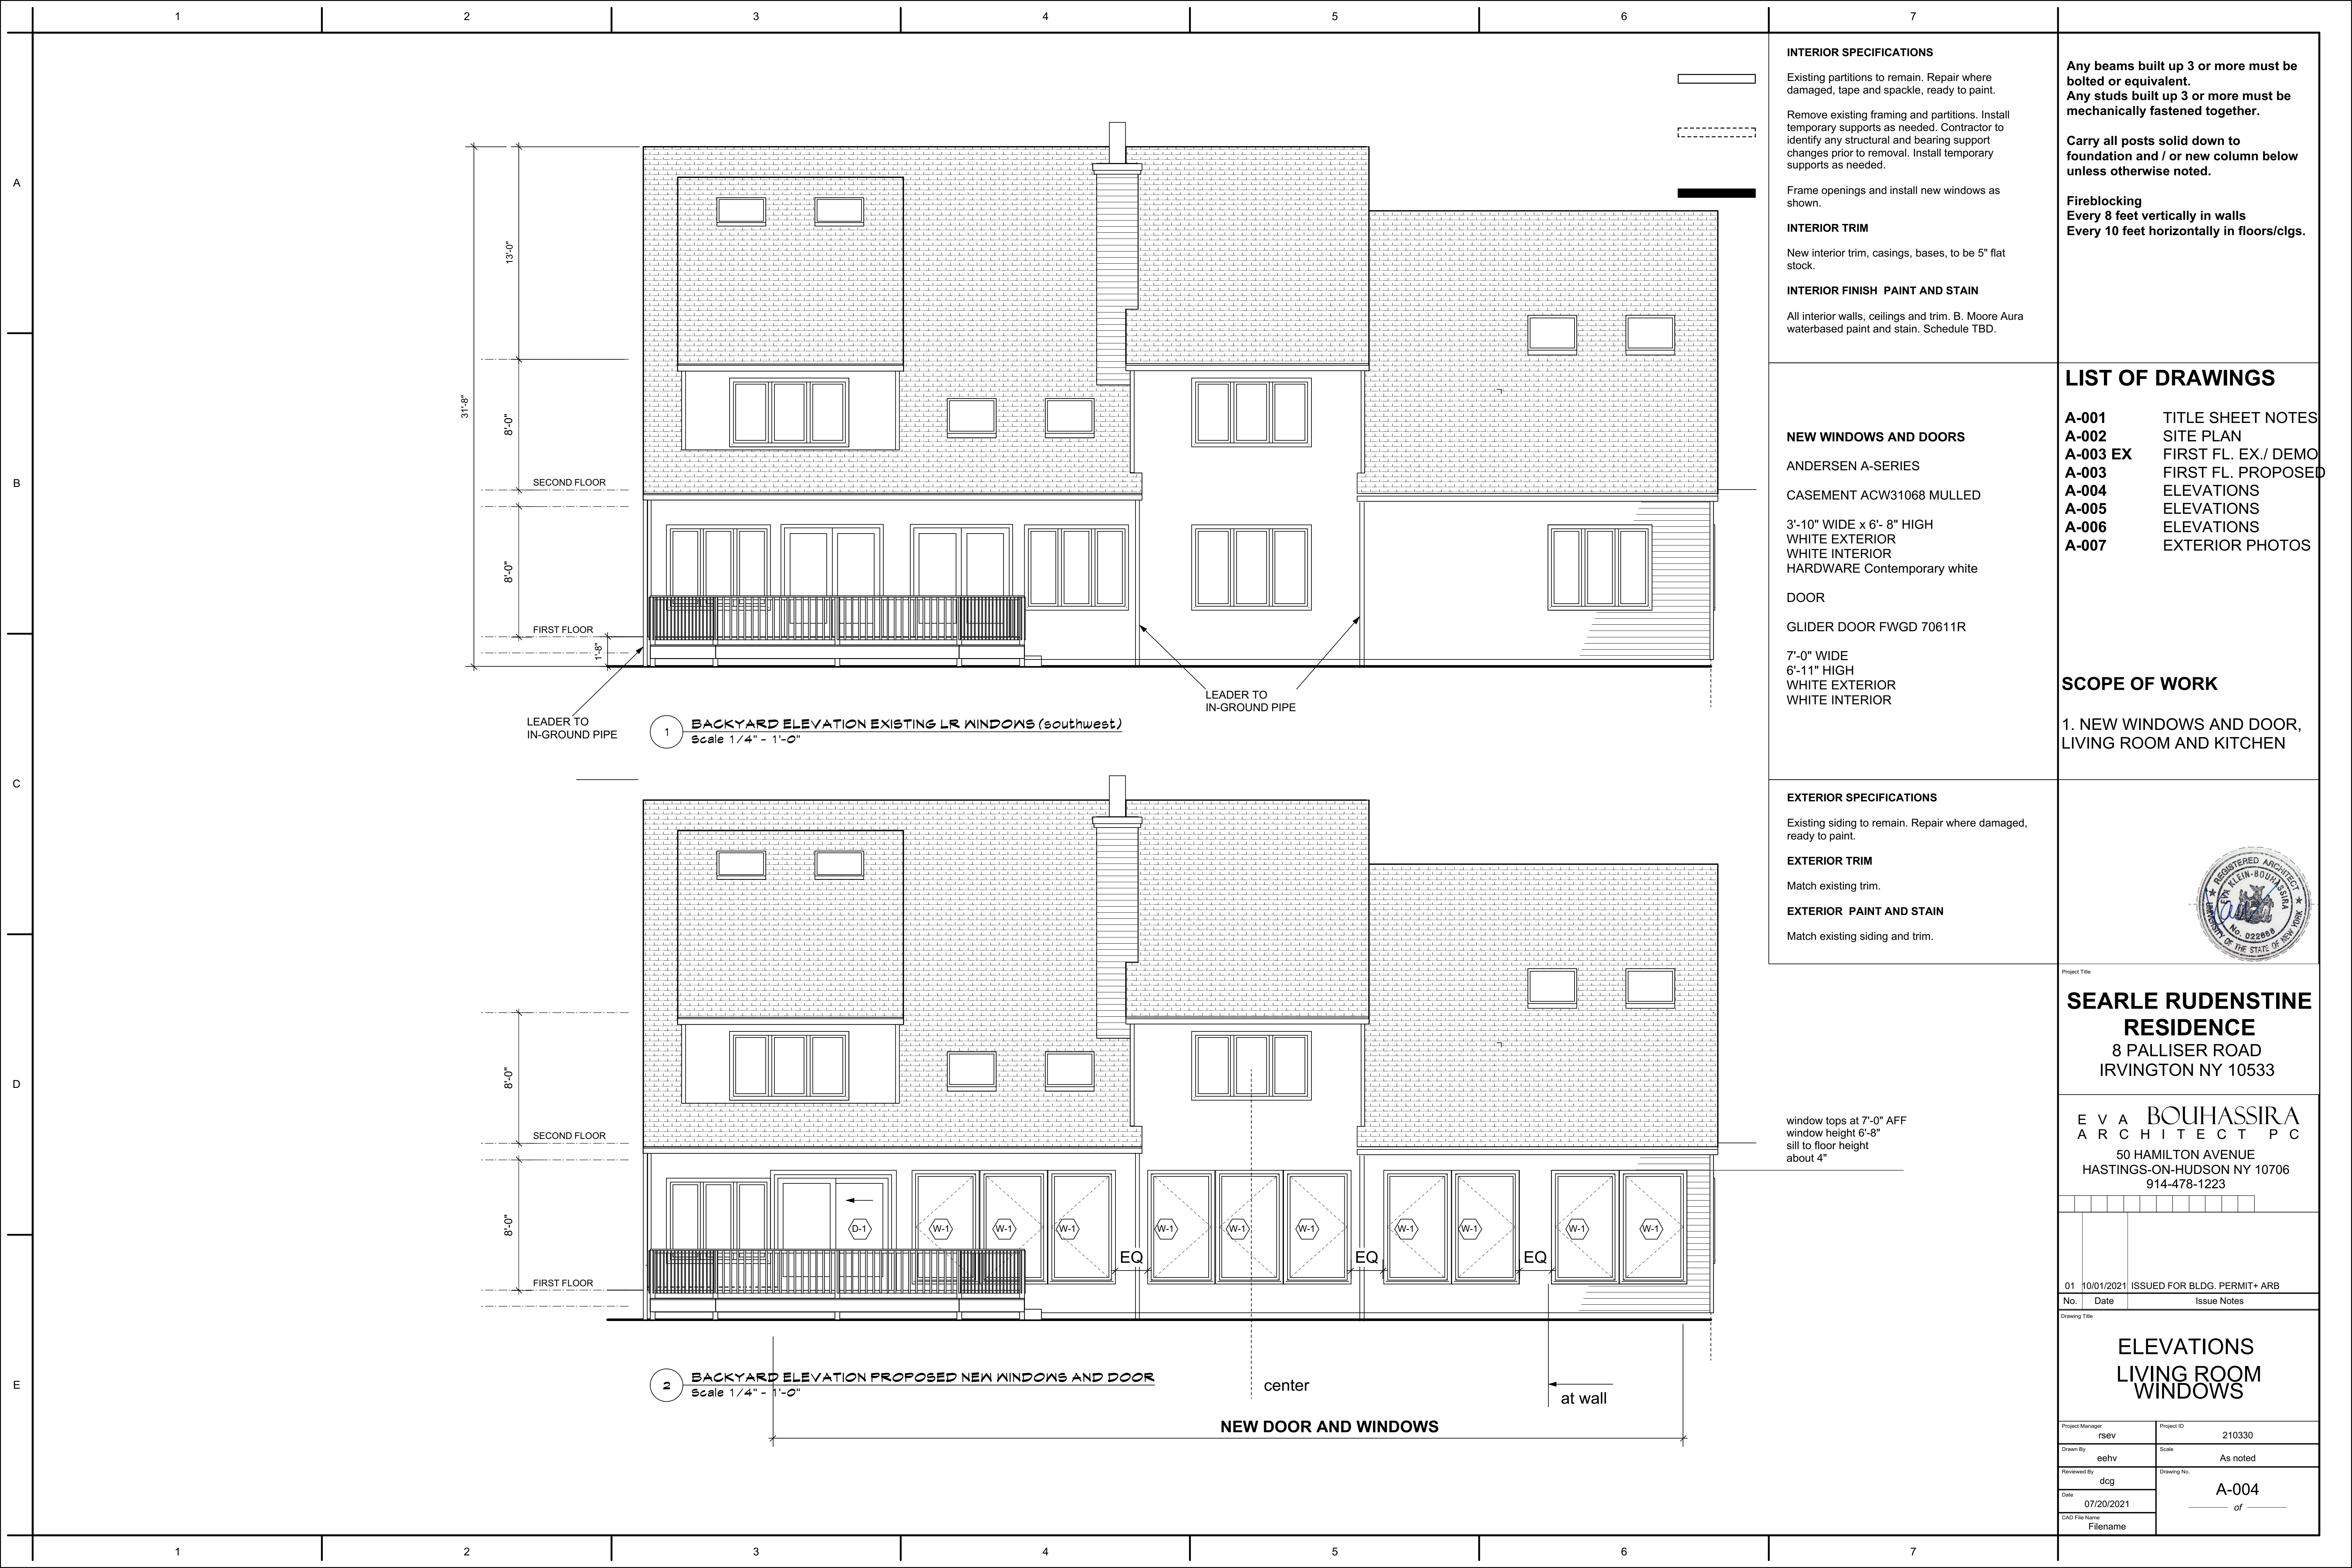 1 2 3 4 5 6 7
A
B
C
D
E
31'-8"
13'-0"
8'-0"
SECOND FLOOR
8'-0"
FIRST FLOOR
1'-8"
LEADER TO
IN-GROUND PIPE
LEADER TO
IN-GROUND PIPE
1
BACKYARD ELEVATION EXISTING LR WINDOWS (southwest)
Scale 1/4" - 1'-0"
8'-0"
SECOND FLOOR
8'-0"
FIRST FLOOR
D-1 W-1 W-1 W-1 W-1 W-1 W-1 W-1 W-1 W-1 W-1
EQ EQ EQ
window tops at 7'-0" AFF
window height 6'-8"
sill to floor height
about 4"
2
BACKYARD ELEVATION PROPOSED NEW WINDOWS AND DOOR
Scale 1/4" - 1'-0"
center
at wall
NEW DOOR AND WINDOWS
INTERIOR SPECIFICATIONS
Existing partitions to remain. Repair where
damaged, tape and spackle, ready to paint.
Remove existing framing and partitions. Install
temporary supports as needed. Contractor to
identify any structural and bearing support
changes prior to removal. Install temporary
supports as needed.
Frame openings and install new windows as
shown.
INTERIOR TRIM
New interior trim, casings, bases, to be 5" flat
stock.
INTERIOR FINISH PAINT AND STAIN
All interior walls, ceilings and trim. B. Moore Aura
waterbased paint and stain. Schedule TBD.
NEW WINDOWS AND DOORS
ANDERSEN A-SERIES
CASEMENT ACW31068 MULLED
3'-10" WIDE x 6'- 8" HIGH
WHITE EXTERIOR
WHITE INTERIOR
HARDWARE Contemporary white
DOOR
GLIDER DOOR FWGD 70611R
7'-0" WIDE
6'-11" HIGH
WHITE EXTERIOR
WHITE INTERIOR
EXTERIOR SPECIFICATIONS
Existing siding to remain. Repair where damaged,
ready to paint.
EXTERIOR TRIM
Match existing trim.
EXTERIOR PAINT AND STAIN
Match existing siding and trim.
Any beams built up 3 or more must be
bolted or equivalent.
Any studs built up 3 or more must be
mechanically fastened together.
Carry all posts solid down to
foundation and / or new column below
unless otherwise noted.
Fireblocking
Every 8 feet vertically in walls
Every 10 feet horizontally in floors/clgs.
LIST OF DRAWINGS
A-001 TITLE SHEET NOTES
A-002 SITE PLAN
A-003 EX FIRST FL. EX./ DEMO
A-003 FIRST FL. PROPOSED
A-004 ELEVATIONS
A-005 ELEVATIONS
A-006 ELEVATIONS
A-007 EXTERIOR PHOTOS
SCOPE OF WORK
1. NEW WINDOWS AND DOOR,
LIVING ROOM AND KITCHEN
REGISTERED ARCHITECT
EVA KLEIN-BOUHASSIRA
No. 022656
UNIVERSITY OF THE STATE OF NEW YORK
Project Title
SEARLE RUDENSTINE
RESIDENCE
8 PALLISER ROAD
IRVINGTON NY 10533
EVA BOUHASSIRA
ARCHITECT PC
50 HAMILTON AVENUE
HASTINGS-ON-HUDSON NY 10706
914-478-1223
01 10/01/2021 ISSUED FOR BLDG. PERMIT+ ARB
No. Date Issue Notes
Drawing Title
ELEVATIONS
LIVING ROOM
WINDOWS
Project Manager
rsev
Project ID
210330
Drawn By
eehv
Scale
As noted
Reviewed By
dcg
Drawing No.
A-004
of
Date
07/20/2021
CAD File Name
Filename
1 2 3 4 5 6 7